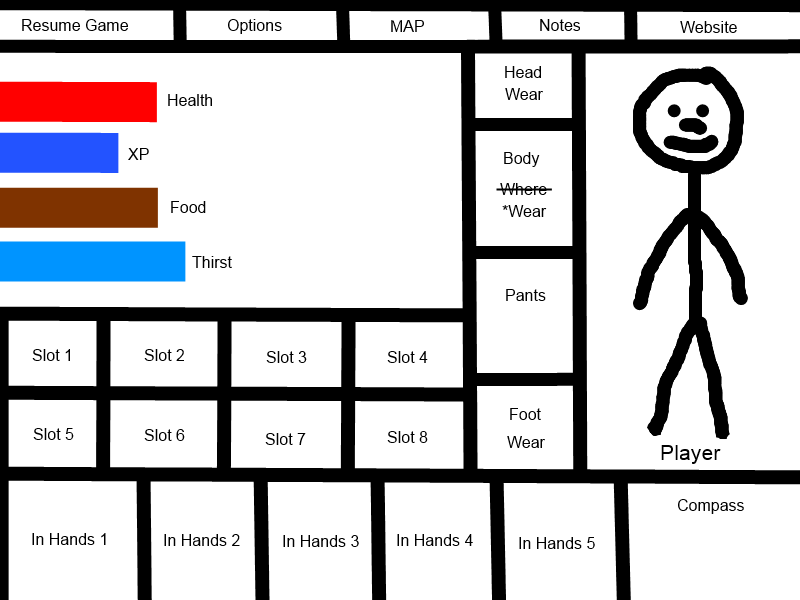 Resume Game
Options
MAP
Notes
Website
Health
XP
Food
Thirst
Head
Wear
Body
Where
*Wear
Pants
Foot
Wear
Player
Slot 1
Slot 2
Slot 3
Slot 4
Slot 5
Slot 6
Slot 7
Slot 8
In Hands 1
In Hands 2
In Hands 3
In Hands 4
In Hands 5
Compass